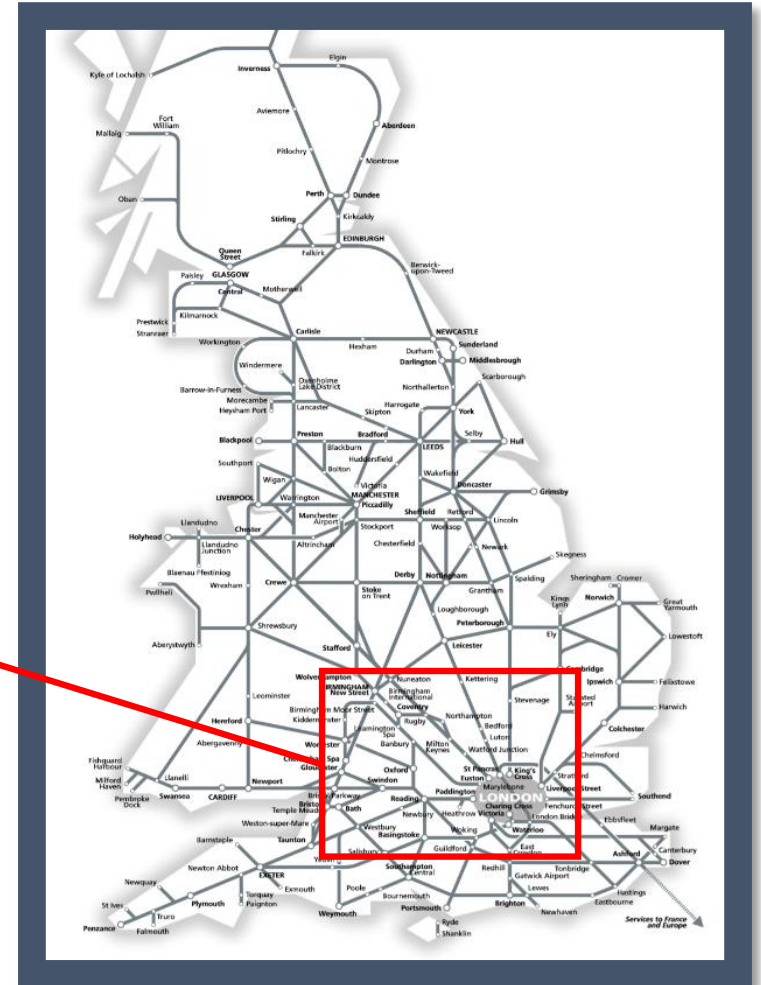 Elgin
Inverness
Kyle of Lochalsh
Aviemore
Fort
William
Mallaig
Aberdeen
Pitlochry
Montrose
Oban
Perth
Dundee
Stirling
Kirkcaldy
EDINBURGH
Queen
Street
Falkirk
Berwick-
upon-Tweed
Paisley
GLASGOW
Central
Motherwell
Prestwick
Kilmarnock
Stranraer
Carlisle
NEWCASTLE
Workington
Hexham
Durham
Sunderland
Darlington
Middlesbrough
Windermere
Scarborough
Oxenholme
Lake District
Northallerton
Barrow-in-Furness
Morecambe
Lancaster
Harrogate
York
Heysham Port
Skipton
Preston
Bradford
Selby
Blackpool
Blackburn
LEEDS
Hull
Huddersfield
Southport
Bolton
Wakefield
Wigan
Victoria
MANCHESTER
Doncaster
Grimsby
LIVERPOOL
Warrington
Piccadilly
Manchester
Airport
Sheffield
Retford
Llandudno
Stockport
Lincoln
Holyhead
Chester
Worksop
Llandudno
Junction
Altrincham
Chesterfield
Newark
Skegness
Blaenau Ffestiniog
Derby
Nottingham
Sheringham
Cromer
Pwllheli
Wrexham
Crewe
Stoke
on Trent
Grantham
Spalding
Kings
Lynn
Norwich
Great
Yarmouth
Loughborough
Shrewsbury
Peterborough
Ely
Lowestoft
Aberystwyth
Stafford
Leicester
Wolverhampton
Nuneaton
Kettering
Cambridge
BIRMINGHAM
New Street
Birmingham
International
Ipswich
Felixstowe
Leominster
Birmingham Moor Street
Coventry
Stevenage
Stansted
Airport
Harwich
Hereford
Kidderminster
Rugby
Northampton
Leamington
Spa
Bedford
Colchester
Abergavenny
Worcester
Banbury
Milton
Keynes
Luton
Watford Junction
Cheltenham Spa
Chelmsford
Fishguard
Harbour
Gloucester
Oxford
St Pancras
King's
Cross
Euston
Stratford
Milford
Haven
Llanelli
Newport
Swindon
Marylebone
Liverpool Street
Paddington
LONDON
Pembroke
Dock
Swansea
CARDIFF
Bristol Parkway
Reading
Fenchurch Street
Southend
Bristol
Temple Meads
Bath
Charing Cross
Newbury
Heathrow
Victoria
London Bridge
Ebbsfleet
Weston-super-Mare
Westbury
Woking
Waterloo
Margate
Barnstaple
Taunton
Basingstoke
Canterbury
Salisbury
Guildford
East
Croydon
Ashford
Dover
Yeovil
Southampton
Central
Redhill
Tonbridge
Newton Abbot
EXETER
Gatwick Airport
Newquay
Exmouth
Poole
Lewes
Hastings
Torquay
Bournemouth
Eastbourne
St Ives
Plymouth
Paignton
Portsmouth
Brighton
Newhaven
Truro
Weymouth
Penzance
Falmouth
Ryde
Shanklin
Services to France
and Europe